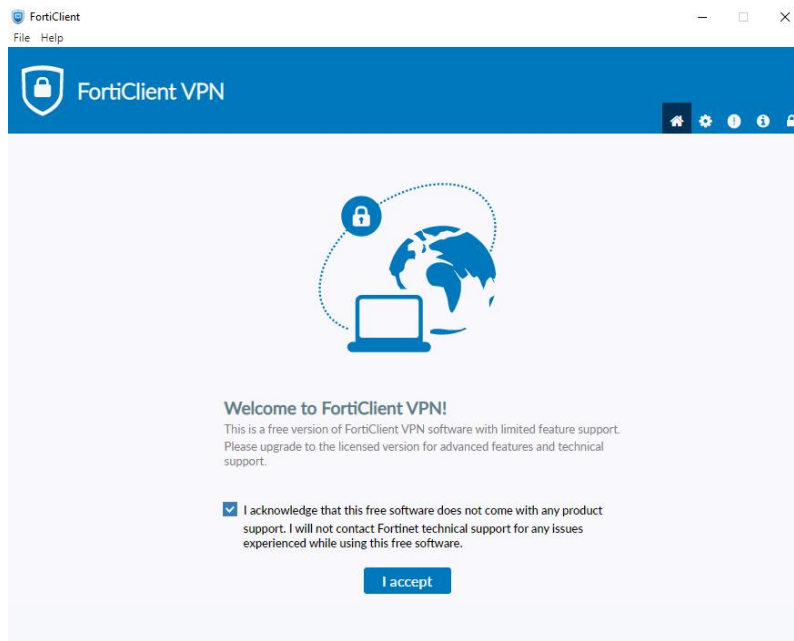 FortiClient
File Help
FortiClient VPN
Welcome to FortiClient VPN!
This is a free version of FortiClient VPN software with limited feature support.
Please upgrade to the licensed version for advanced features and technical
support.
I acknowledge that this free software does not come with any product
support. I will not contact Fortinet technical support for any issues
experienced while using this free software.
I accept